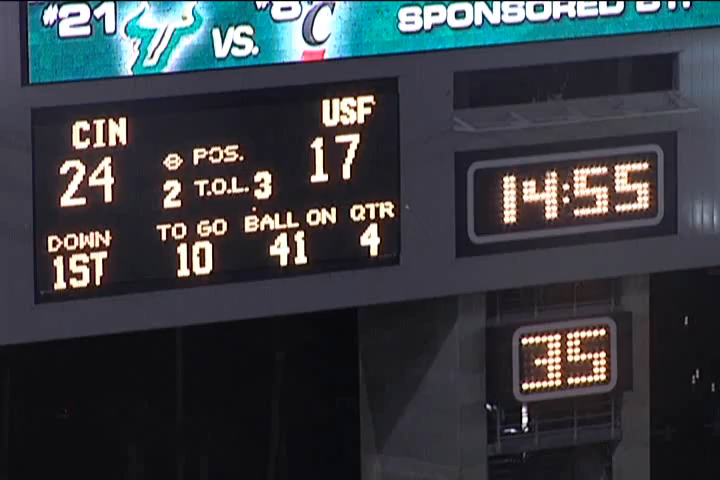 #21 VS. #8 C SPONSORED BY:
CIN USF
24 POS. 17
2 T.O.L. 3
DOWN TO GO BALL ON QTR
1ST 10 41 4
14:55
35